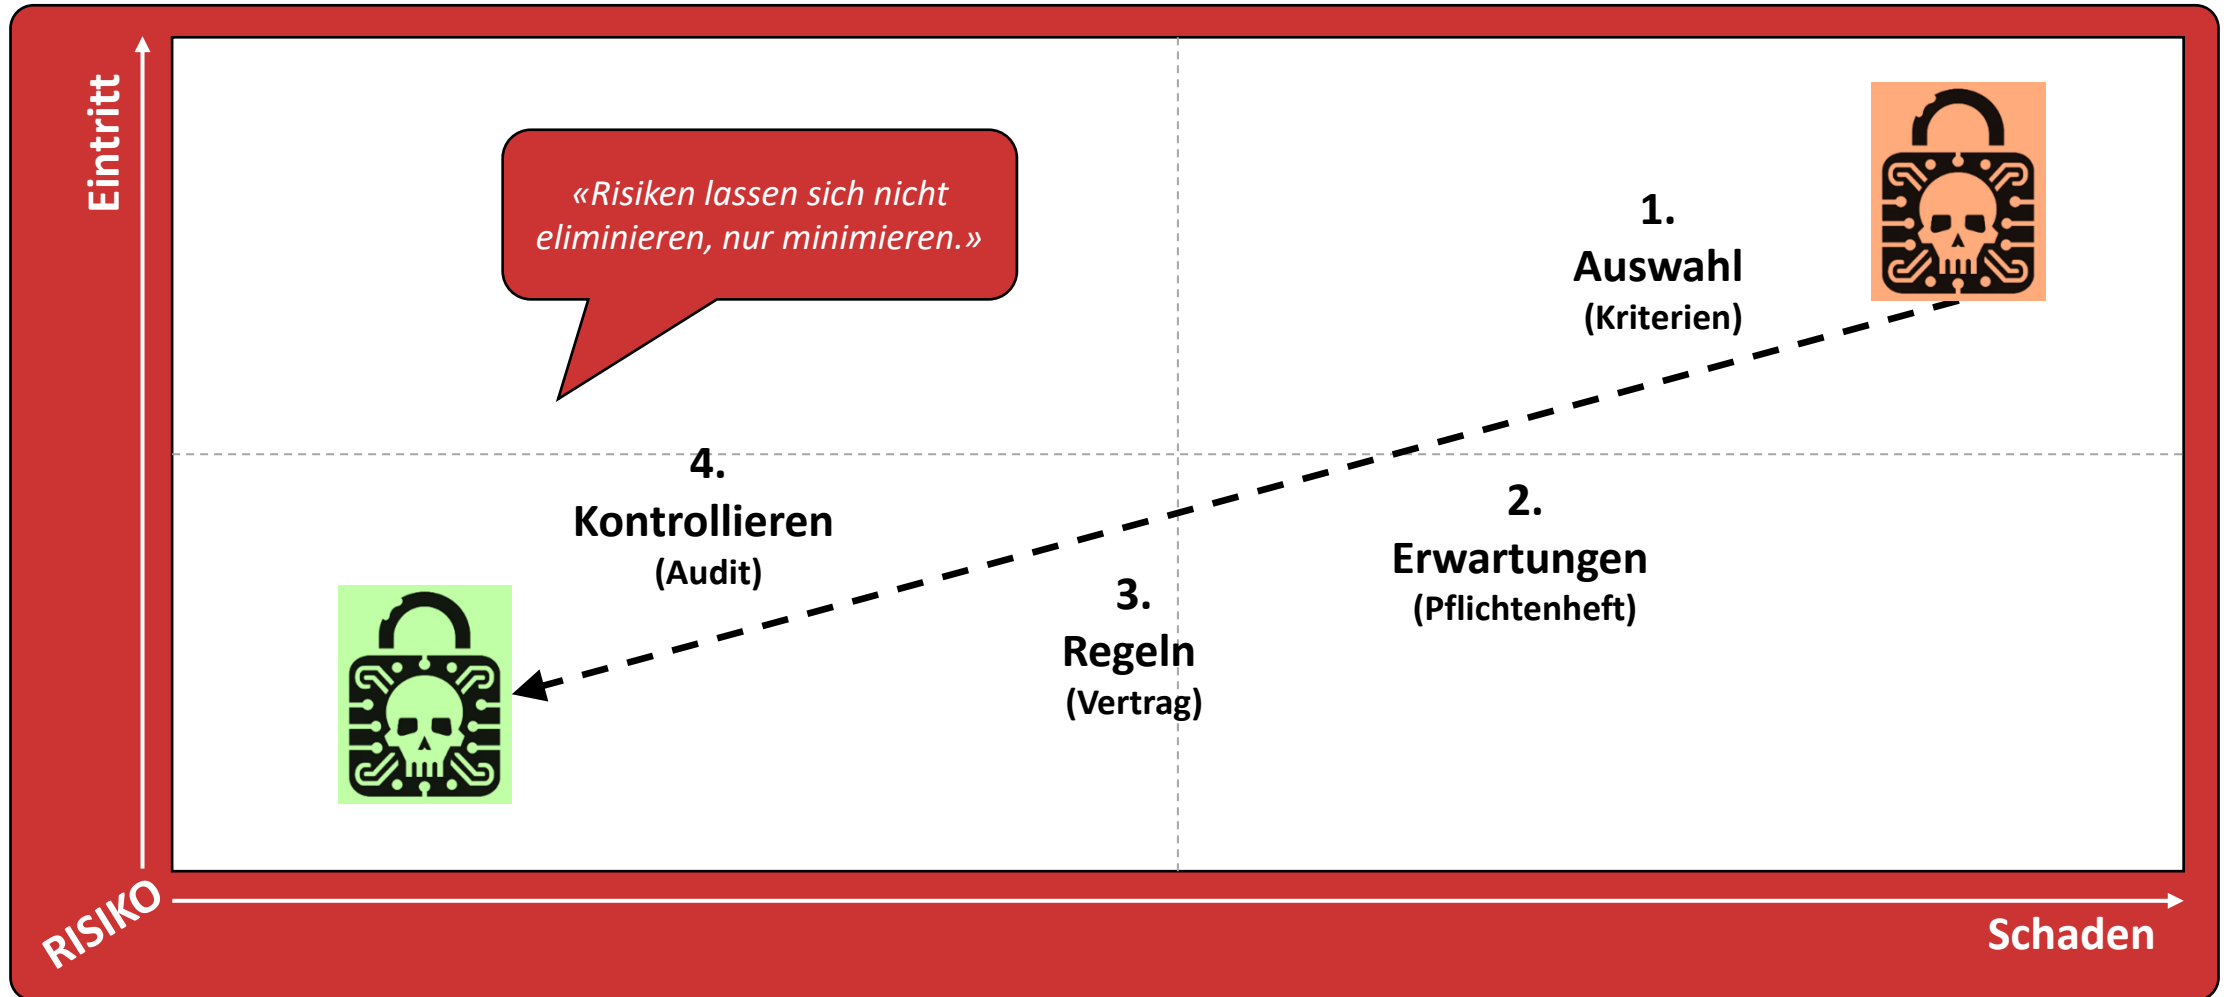 Eintritt
«Risiken lassen sich nicht
eliminieren, nur minimieren.»
1.
Auswahl
(Kriterien)
2.
Erwartungen
(Pflichtenheft)
3.
Regeln
(Vertrag)
4.
Kontrollieren
(Audit)
RISIKO
Schaden